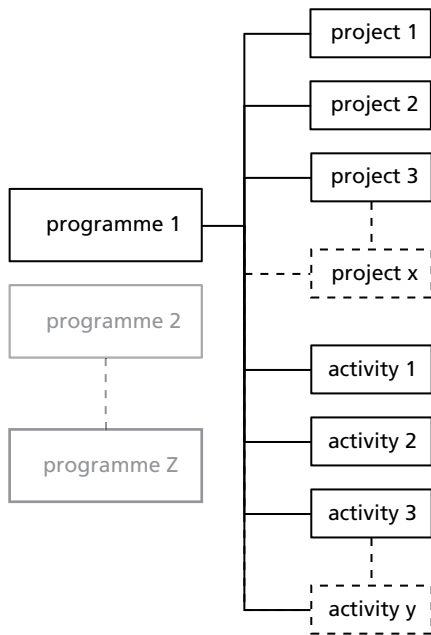 project 1
project 2
project 3
programme 1
project x
programme 2
activity 1
activity 2
programme Z
activity 3
activity y